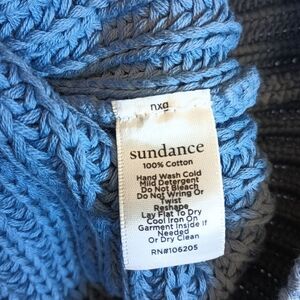 nxa
sundance
100% Cotton
Hand Wash Cold
Mild Detergent
Do Not Bleach
Do Not Wring Or
Twist
Reshape
Lay Flat To Dry
Cool Iron On
Garment Inside If
Needed
Or Dry Clean
RN#106205